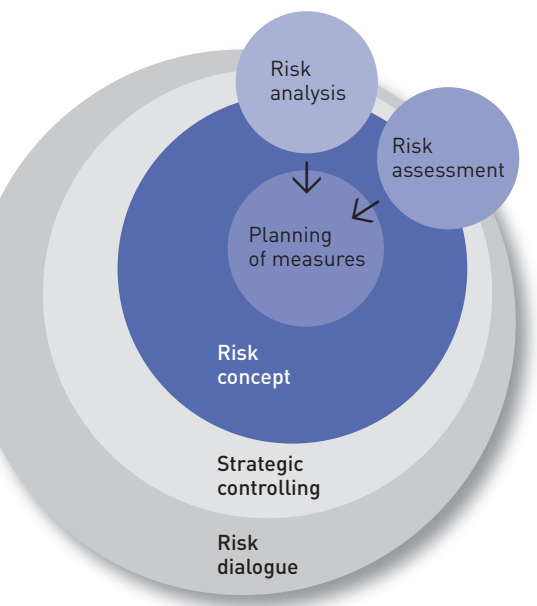 Risk
analysis
Risk
assessment
Planning
of measures
Risk
concept
Strategic
controlling
Risk
dialogue